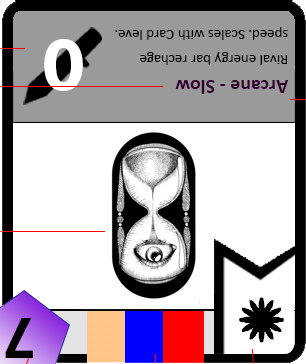 7
Arcane - Slow
Rival energy bar rechage
speed. Scales with Card leve.
0